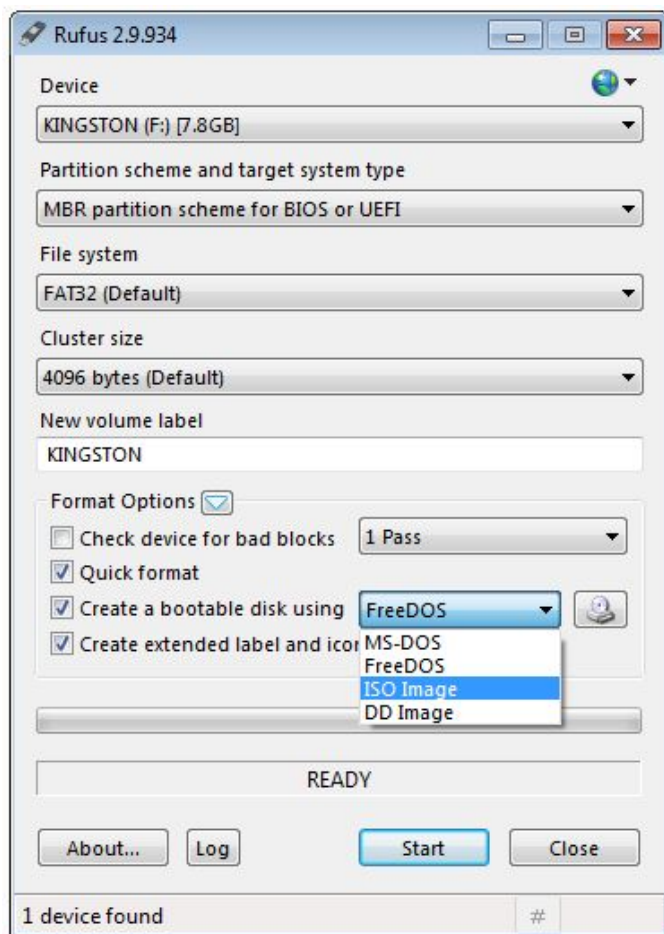 Rufus 2.9.934
Device
KINGSTON (F:) [7.8GB]
Partition scheme and target system type
MBR partition scheme for BIOS or UEFI
File system
FAT32 (Default)
Cluster size
4096 bytes (Default)
New volume label
KINGSTON
Format Options
Check device for bad blocks 1 Pass
Quick format
Create a bootable disk using FreeDOS
Create extended label and MS-DOS
FreeDOS
ISO Image
DD Image
READY
About... Log Start Close
1 device found #